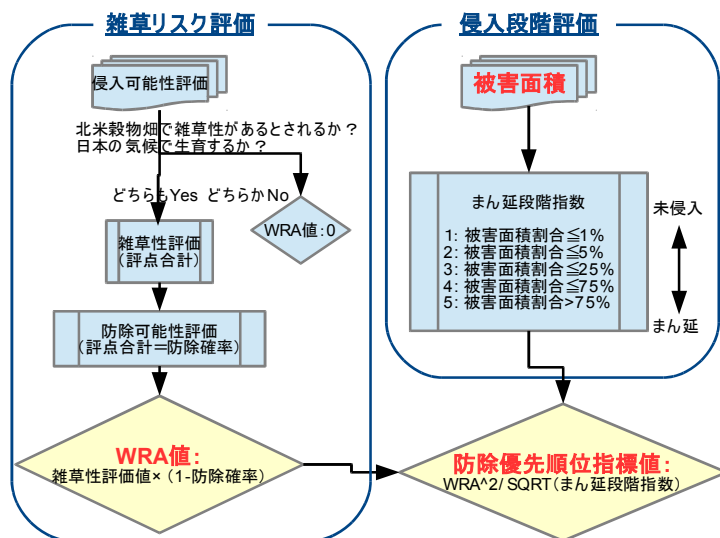 雑草リスク評価
侵入可能性評価
北米穀物畑で雑草性があるとされるか？
日本の気候で生育するか？
どちらもYes どちらかNo
WRA値:0
雑草性評価
(評点合計)
防除可能性評価
(評点合計＝防除確率)
WRA値：
雑草性評価値× (1-防除確率)
侵入段階評価
被害面積
まん延段階指数
1: 被害面積割合≦1%
2: 被害面積割合≦5%
3: 被害面積割合≦25%
4: 被害面積割合≦75%
5: 被害面積割合>75%
未侵入
まん延
防除優先順位指標値：
WRA^2/ SQRT(まん延段階指数)